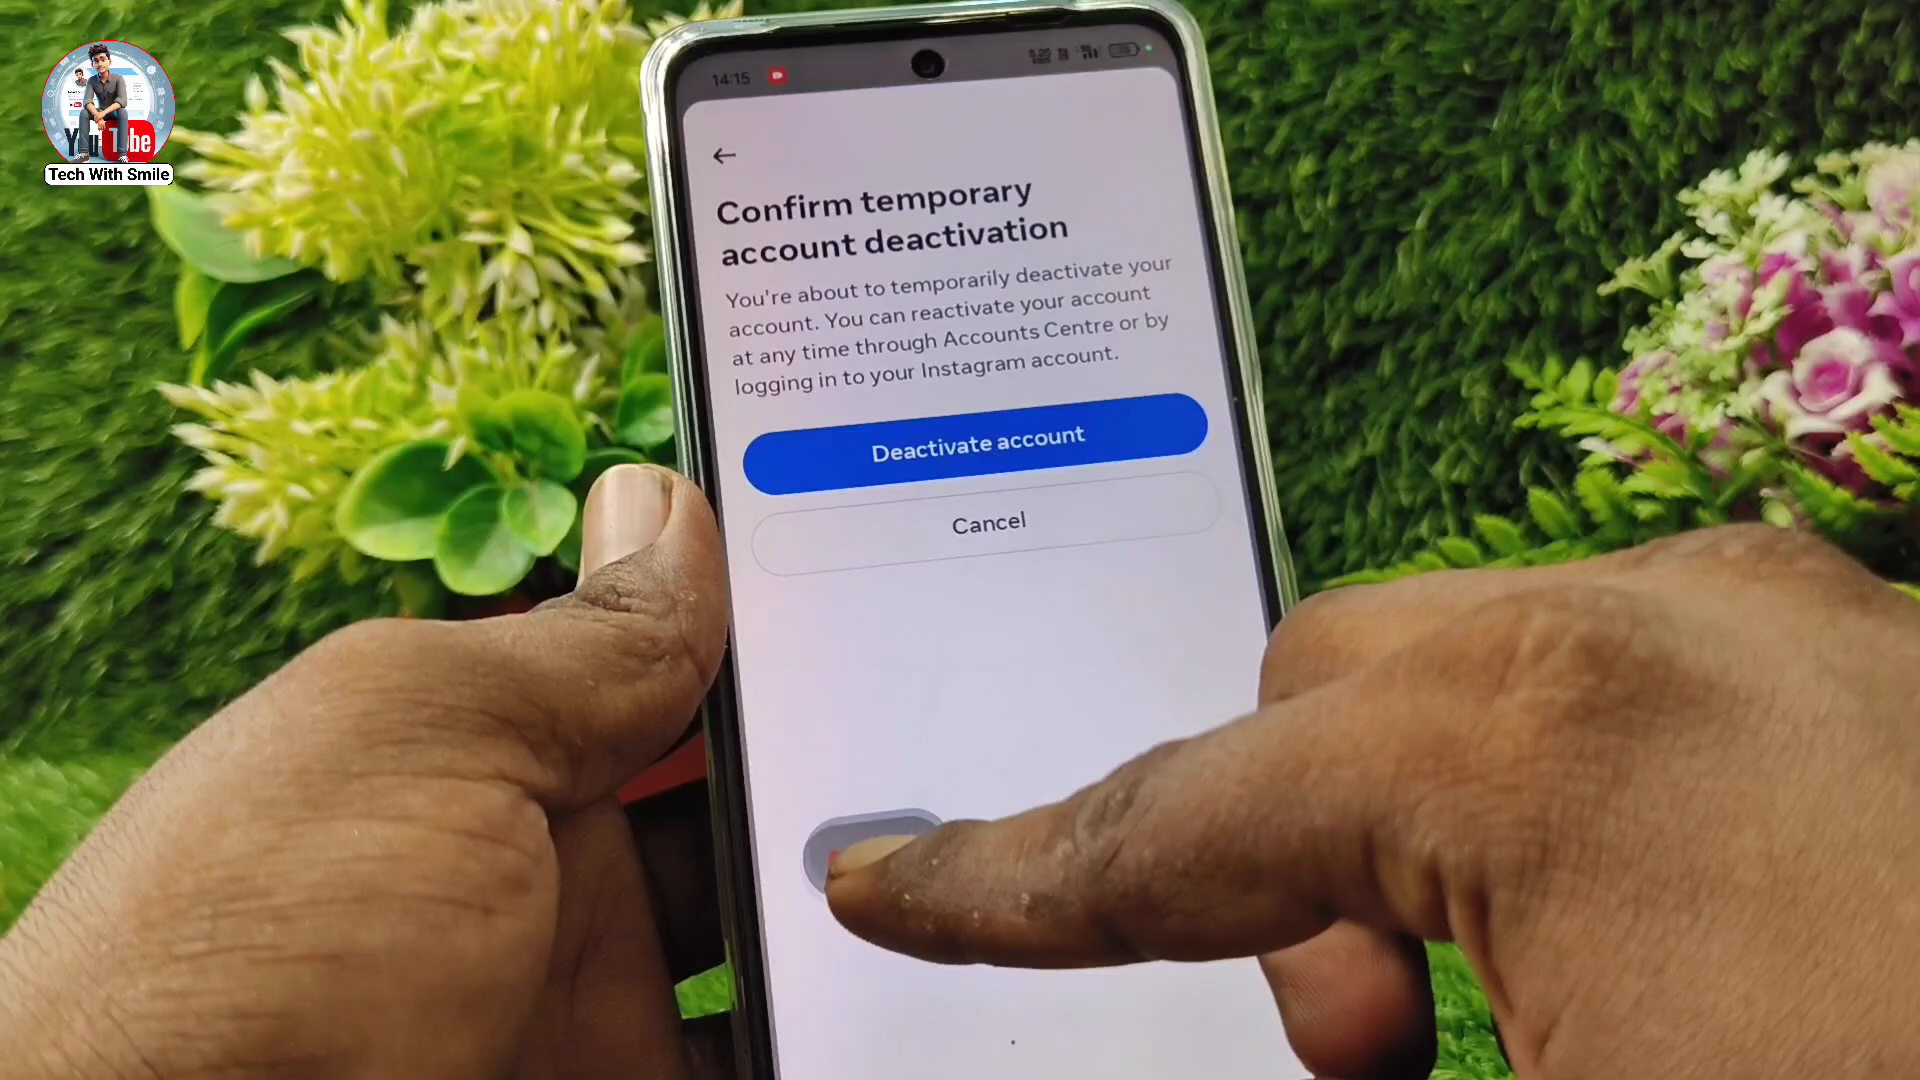 YouTube
Tech With Smile
14:15
Confirm temporary
account deactivation
You're about to temporarily deactivate your
account. You can reactivate your account
at any time through Accounts Centre or by
logging in to your Instagram account.
Deactivate account
Cancel